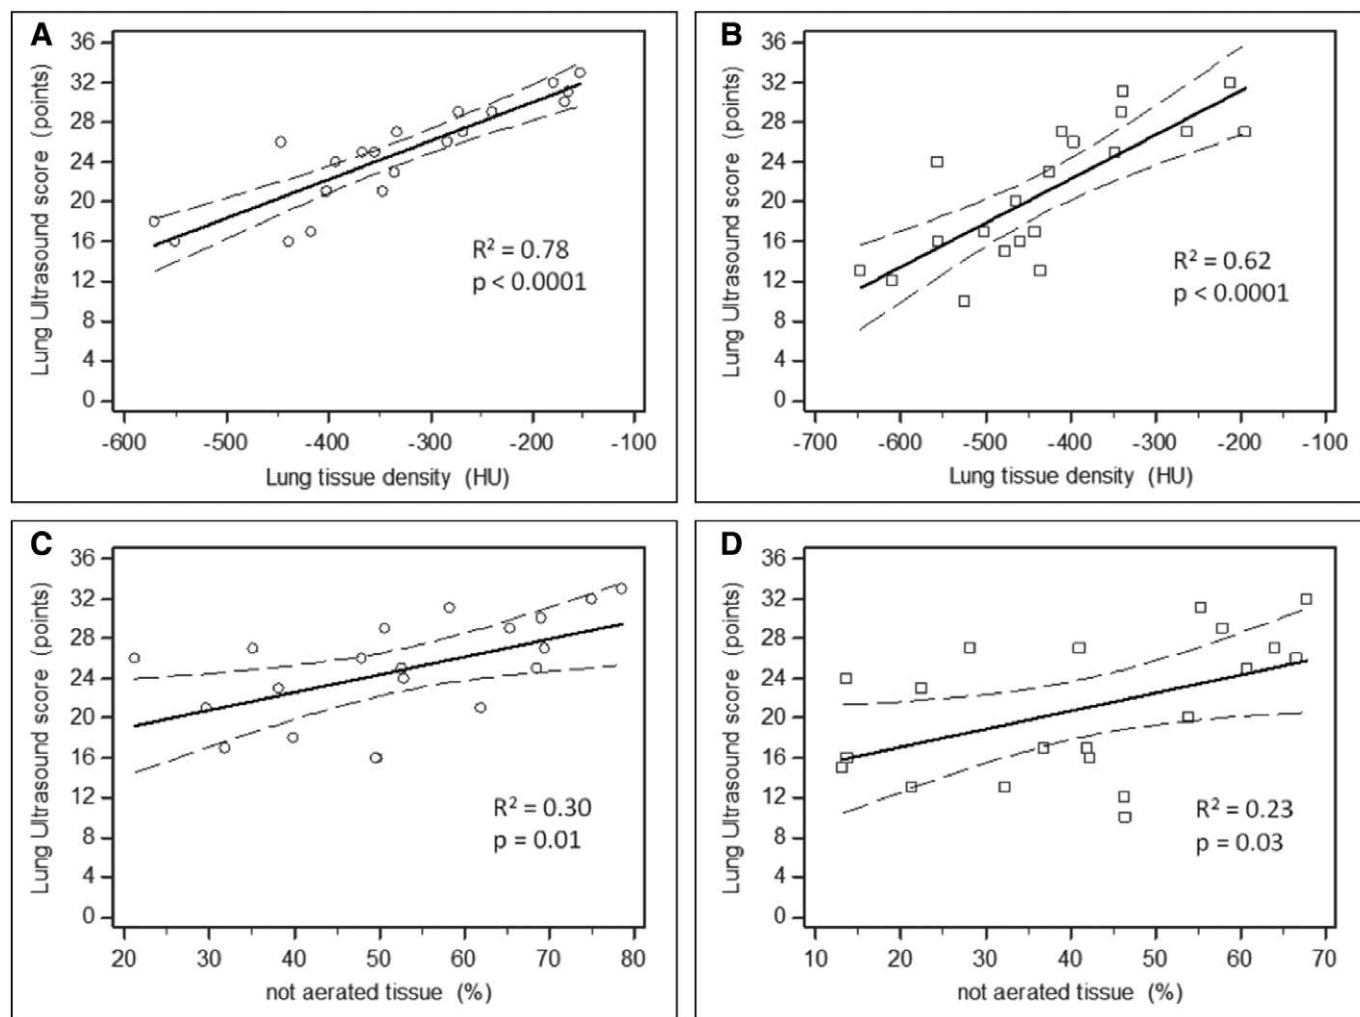 A
36
32
28
24
20
16
12
8
4
0
Lung Ultrasound score (points)
R² = 0.78
p < 0.0001
-600 -500 -400 -300 -200 -100
Lung tissue density (HU)
B
36
32
28
24
20
16
12
8
4
0
Lung Ultrasound score (points)
R² = 0.62
p < 0.0001
-700 -600 -500 -400 -300 -200 -100
Lung tissue density (HU)
C
36
32
28
24
20
16
12
8
4
0
Lung Ultrasound score (points)
R² = 0.30
p = 0.01
20 30 40 50 60 70 80
not aerated tissue (%)
D
36
32
28
24
20
16
12
8
4
0
Lung Ultrasound score (points)
R² = 0.23
p = 0.03
10 20 30 40 50 60 70
not aerated tissue (%)